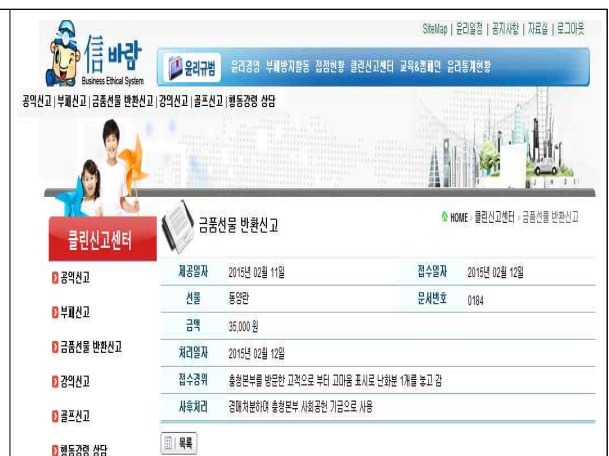 SiteMap | 윤리일정 | 공지사항 | 자료실 | 로그아웃
信 바람
Business Ethical System
윤리규범 윤리경영 부패방지활동 접점현황 클린신고센터 교육&캠페인 윤리통계현황
공익신고 | 부패신고 | 금품선물 반환신고 | 강의신고 | 골프신고 | 행동강령 상담
클린신고센터
금품선물 반환신고
HOME > 클린신고센터 > 금품선물 반환신고
공익신고
부패신고
금품선물 반환신고
강의신고
골프신고
행동강령 상담
제공일자 2015년 02월 11일 접수일자 2015년 02월 12일
선물 동양란 문서번호 0184
금액 35,000 원
처리일자 2015년 02월 12일
접수경위 충청본부를 방문한 고객으로 부터 고마움 표시로 난화분 1개를 놓고 감
사후처리 경매처분하여 충청본부 사회공헌 기금으로 사용
목록